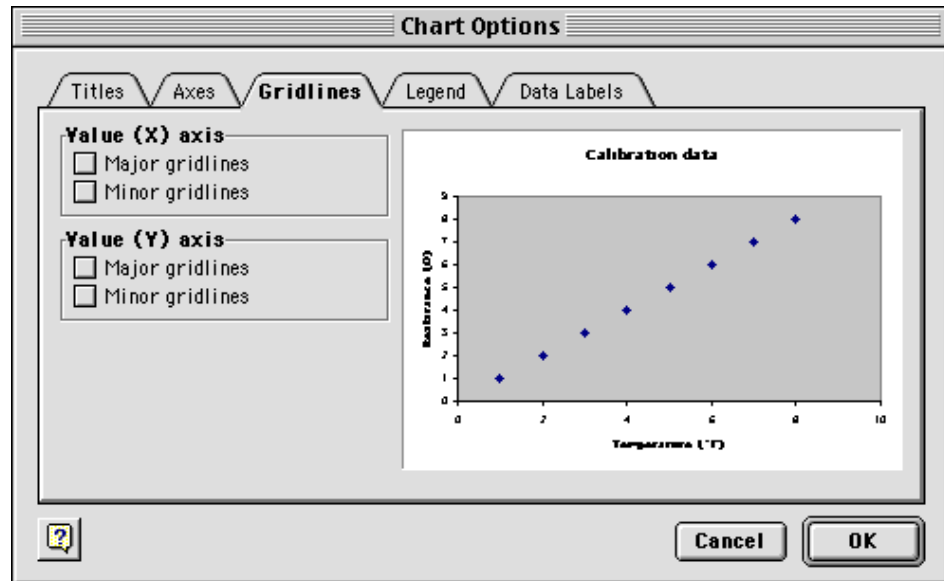 Chart Options
Titles Axes Gridlines Legend Data Labels
Value (X) axis
Major gridlines
Minor gridlines
Value (Y) axis
Major gridlines
Minor gridlines
Calibration data
9
8
7
6
5
4
3
2
1
0
0 2 4 6 8 10
Resistance (O)
Temperature (°F)
?
Cancel OK